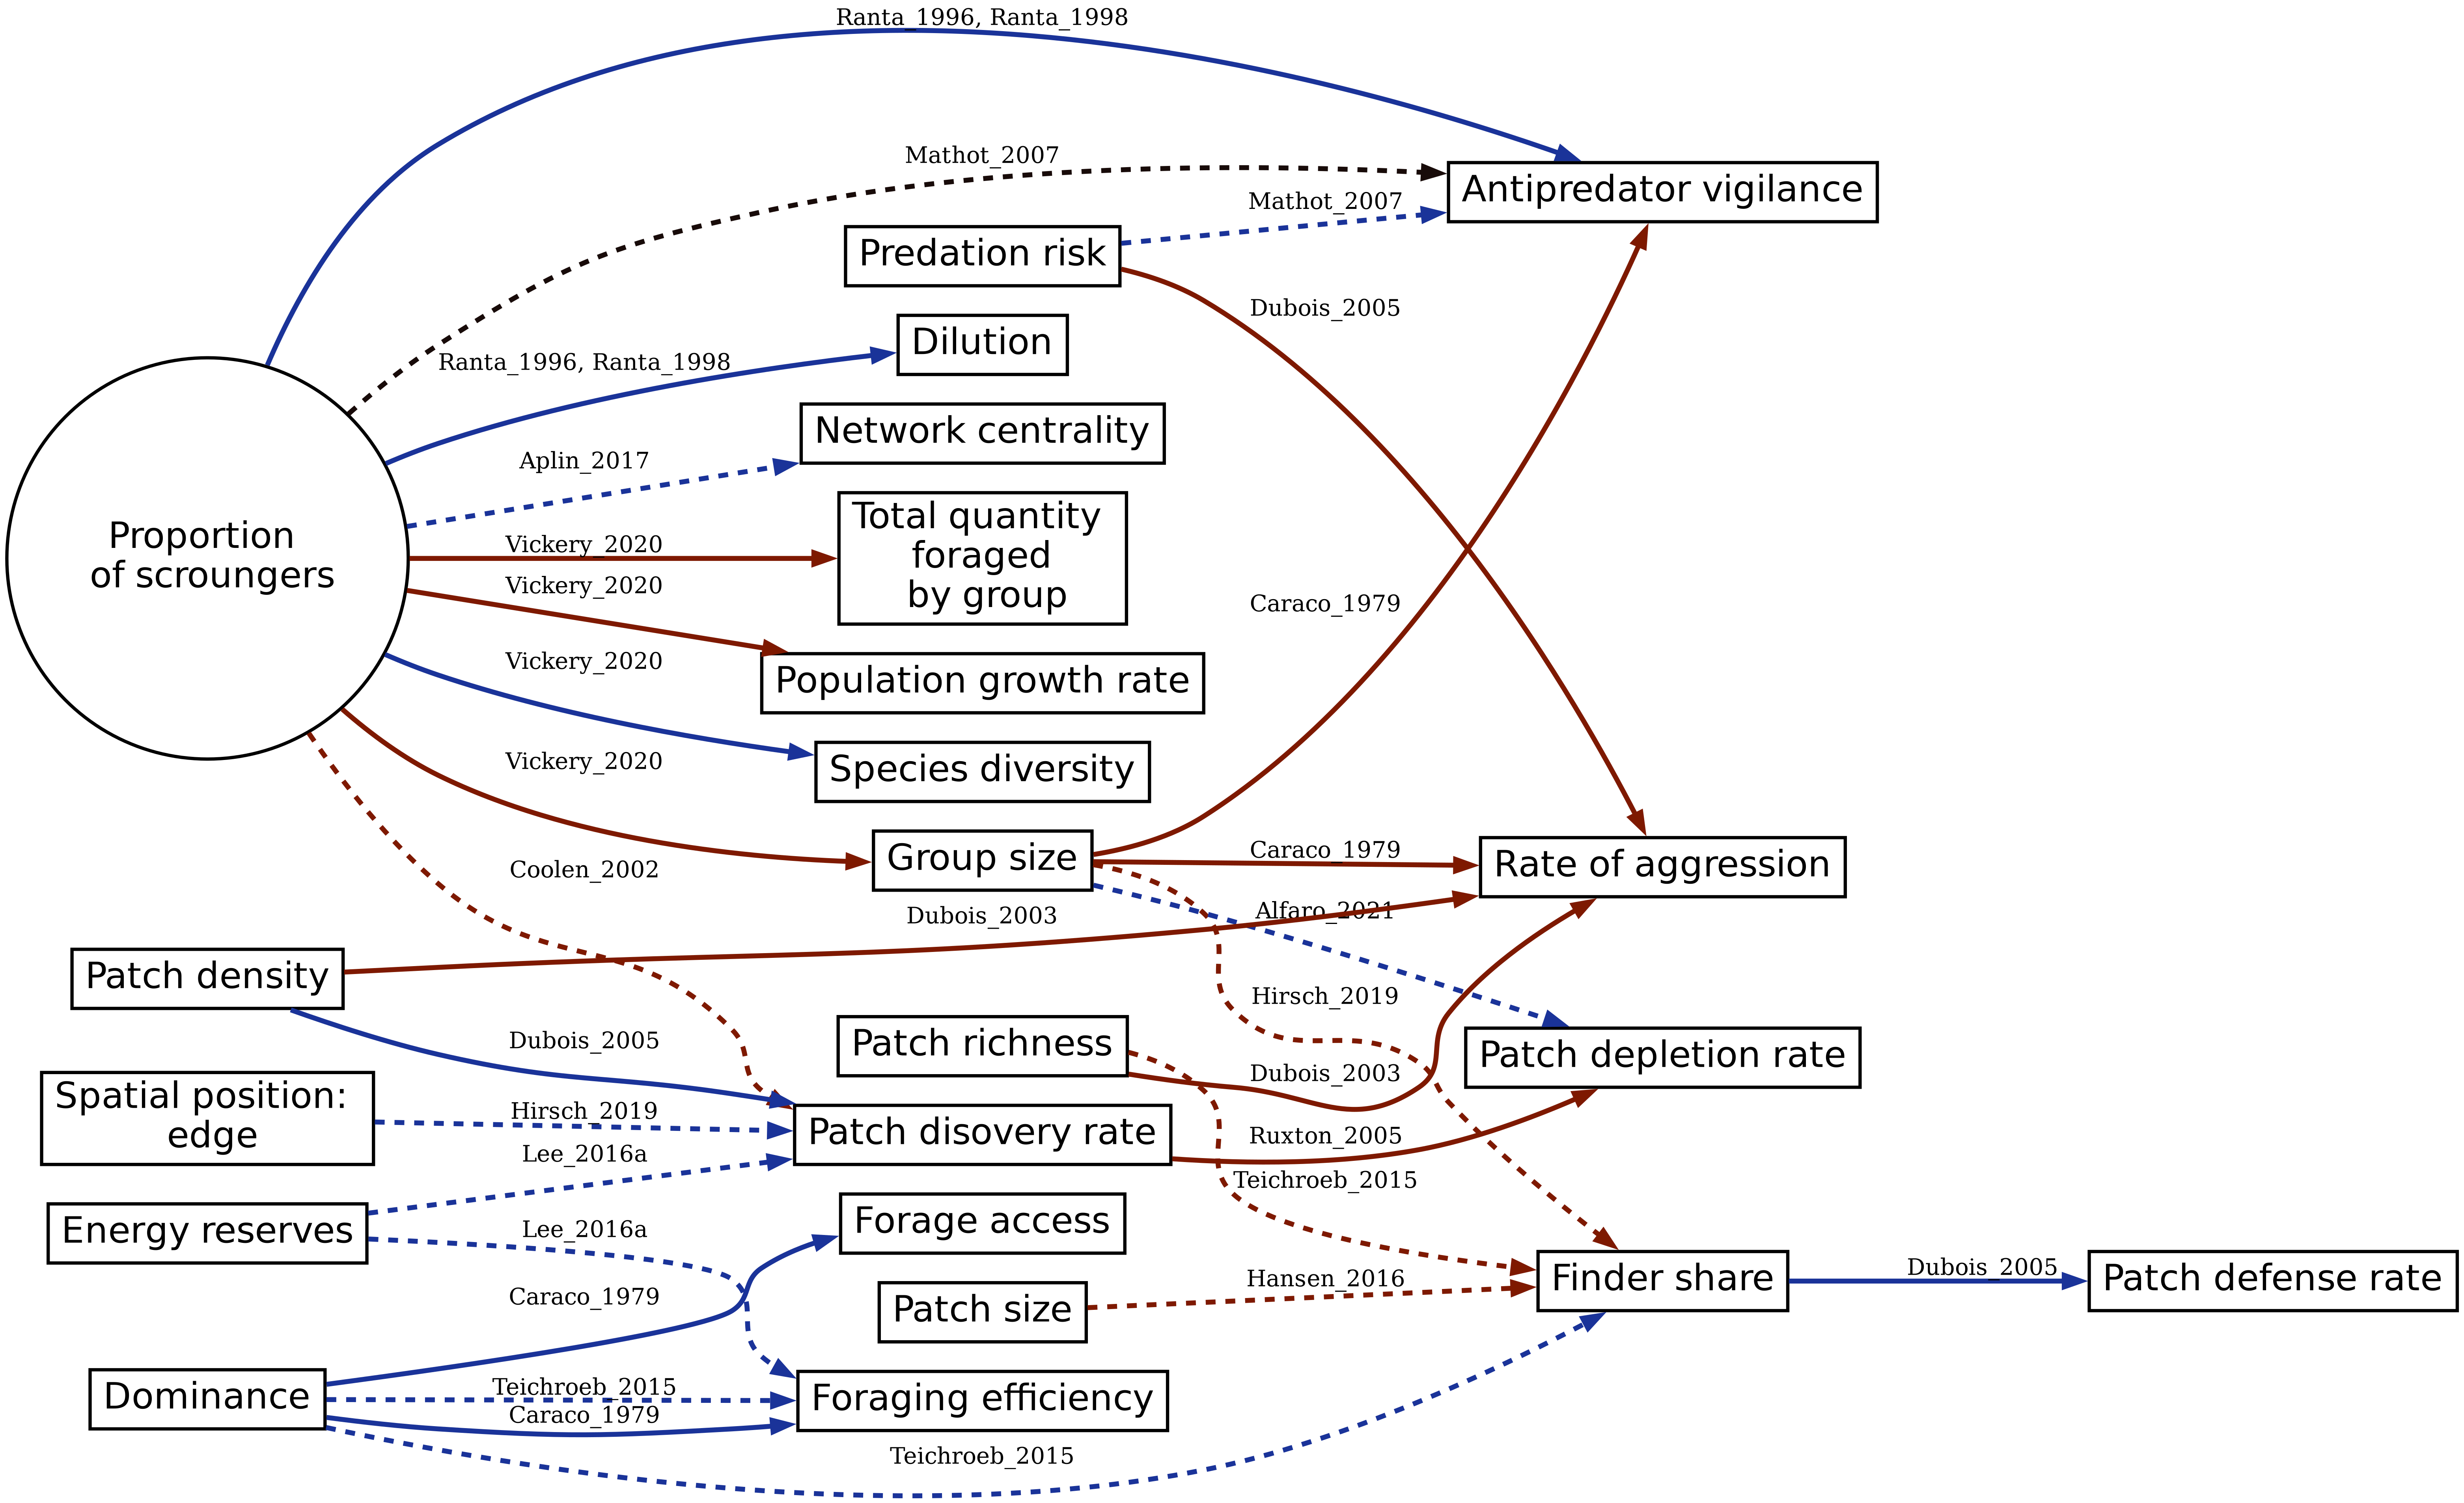 Ranta_1996, Ranta_1998
Mathot_2007
Antipredator vigilance
Mathot_2007
Predation risk
Dubois_2005
Dilution
Ranta_1996, Ranta_1998
Network centrality
Aplin_2017
Total quantity
foraged
by group
Proportion
of scroungers
Vickery_2020
Vickery_2020
Caraco_1979
Population growth rate
Vickery_2020
Species diversity
Vickery_2020
Group size
Caraco_1979
Rate of aggression
Coolen_2002
Dubois_2003
Alfaro_2021
Patch density
Hirsch_2019
Patch richness
Dubois_2005
Dubois_2003
Patch depletion rate
Spatial position:
edge
Hirsch_2019
Patch disovery rate
Ruxton_2005
Lee_2016a
Teichroeb_2015
Energy reserves
Lee_2016a
Forage access
Caraco_1979
Patch size
Hansen_2016
Finder share
Dubois_2005
Patch defense rate
Dominance
Teichroeb_2015
Caraco_1979
Foraging efficiency
Teichroeb_2015